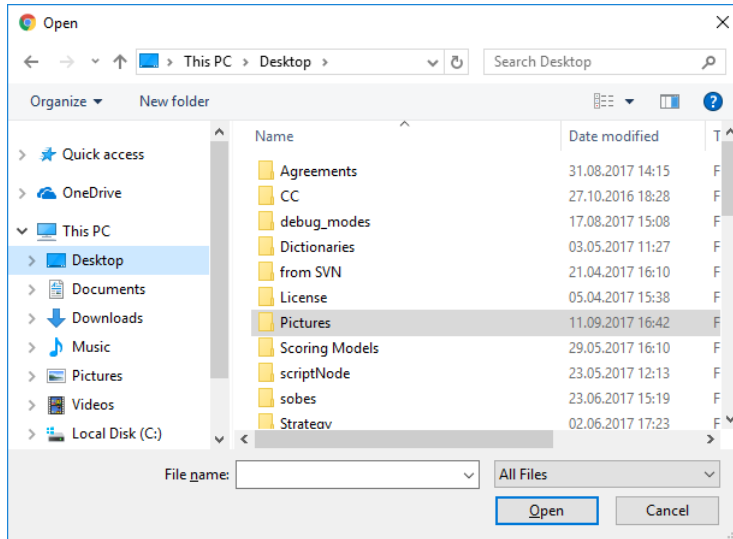 Open
This PC > Desktop >
Search Desktop
Organize
New folder
Name
Date modified
T
Quick access
OneDrive
This PC
Desktop
Documents
Downloads
Music
Pictures
Videos
Local Disk (C:)
Agreements 31.08.2017 14:15 F
CC 27.10.2016 18:28 F
debug_modes 17.08.2017 15:08 F
Dictionaries 03.05.2017 11:27 F
from SVN 21.04.2017 16:10 F
License 05.04.2017 15:38 F
Pictures 11.09.2017 16:42 F
Scoring Models 29.05.2017 16:10 F
scriptNode 23.05.2017 12:13 F
sobes 23.06.2017 15:19 F
Strategy 02.06.2017 17:23 F
File name:
All Files
Open
Cancel